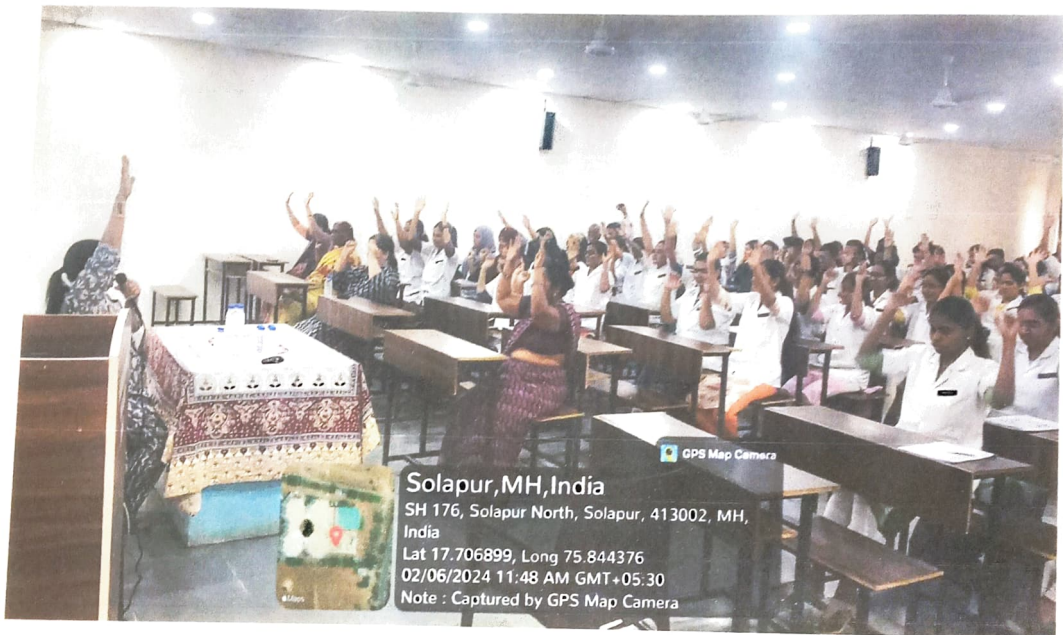 GPS Map Camera
Solapur,MH,India
SH 176, Solapur North, Solapur, 413002, MH,
India
Lat 17.706899, Long 75.844376
02/06/2024 11:48 AM GMT+05:30
Note : Captured by GPS Map Camera
Maps